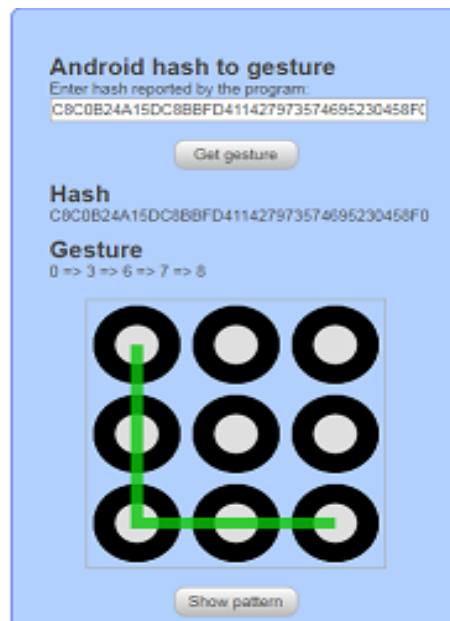 Android hash to gesture
Enter hash reported by the program:
C8C0B24A15DC8BBFD411427973574695230458F0
Get gesture
Hash
C8C0B24A15DC8BBFD411427973574695230458F0
Gesture
0 => 3 => 6 => 7 => 8
Show pattern